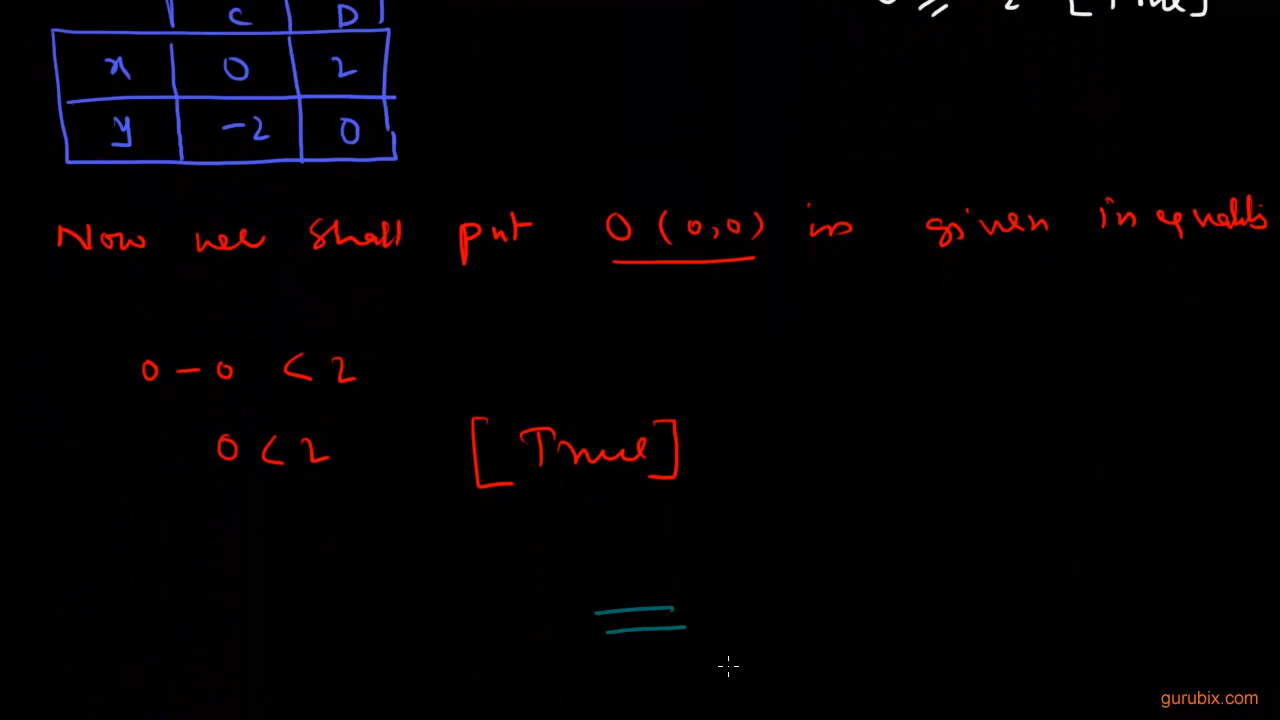 C D
x 0 2
y -2 0
[True]
Now we shall put O (0,0) in given
0 - 0 < 2
0 < 2 [True]
gurubix.com